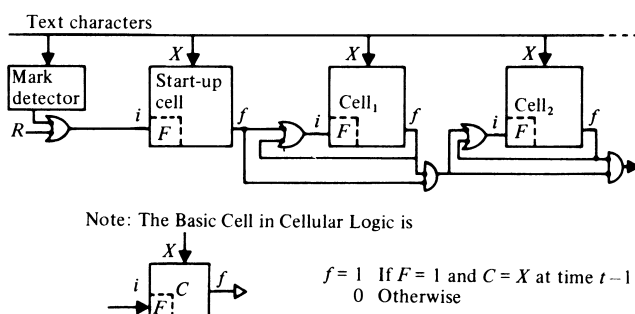 Text characters
X X X
Mark detector
Start-up cell
Cell₁
Cell₂
R i F f i F f i F f
Note: The Basic Cell in Cellular Logic is
X
i C f
F
f = 1 If F = 1 and C = X at time t − 1
0 Otherwise